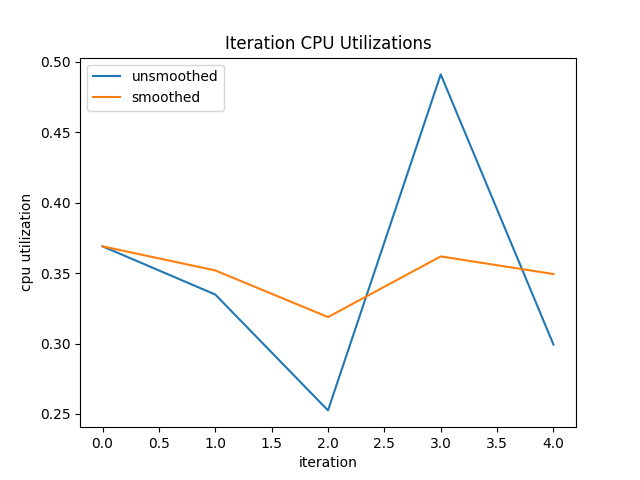 Iteration CPU Utilizations
unsmoothed
smoothed
cpu utilization
0.50
0.45
0.40
0.35
0.30
0.25
0.0 0.5 1.0 1.5 2.0 2.5 3.0 3.5 4.0
iteration